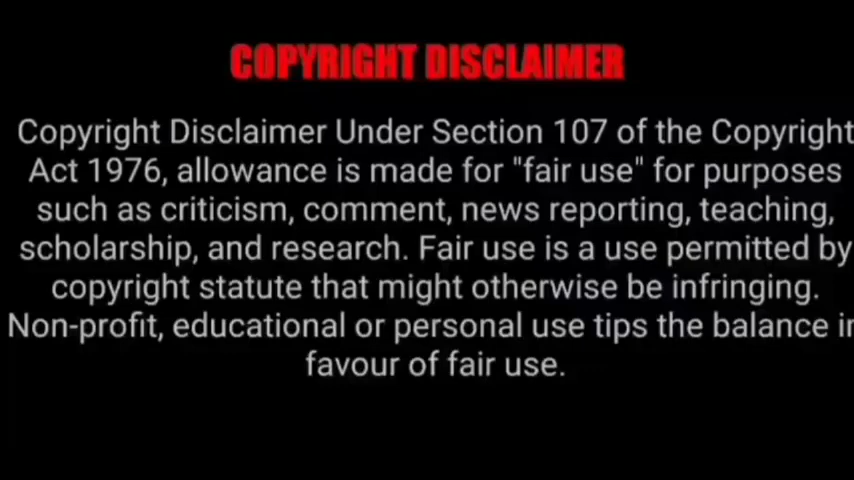 COPYRIGHT DISCLAIMER
Copyright Disclaimer Under Section 107 of the Copyright
Act 1976, allowance is made for "fair use" for purposes
such as criticism, comment, news reporting, teaching,
scholarship, and research. Fair use is a use permitted by
copyright statute that might otherwise be infringing.
Non-profit, educational or personal use tips the balance in
favour of fair use.